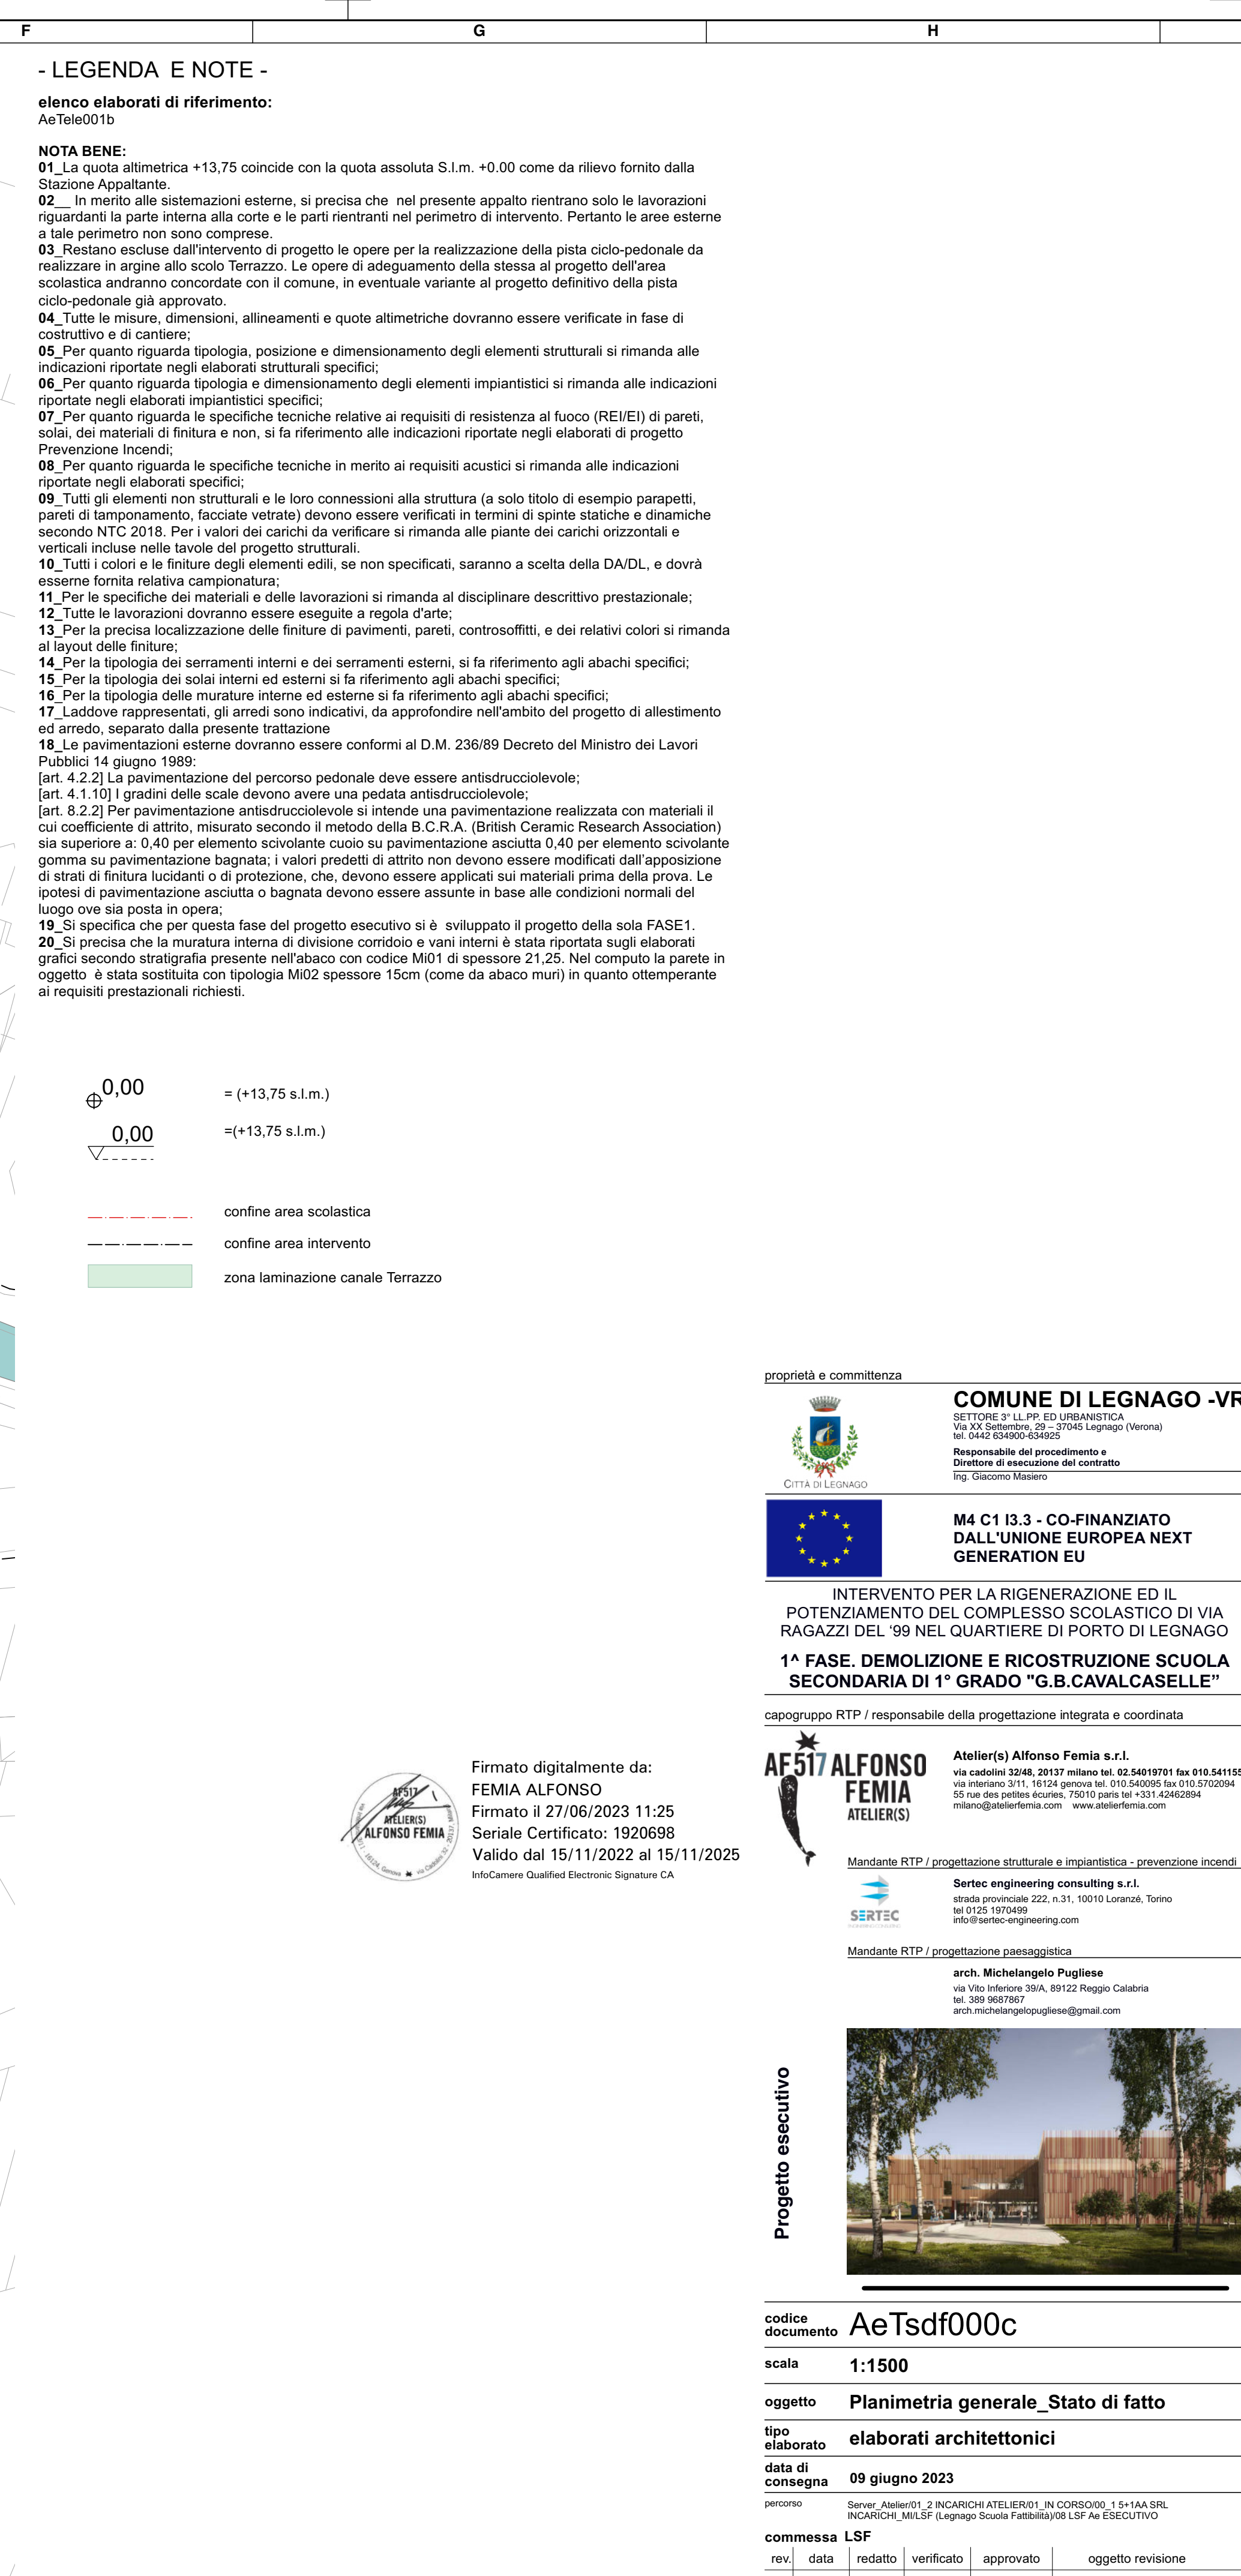 F G H
- LEGENDA E NOTE -
elenco elaborati di riferimento:
AeTele001b
NOTA BENE:
01_La quota altimetrica +13,75 coincide con la quota assoluta S.l.m. +0.00 come da rilievo fornito dalla
Stazione Appaltante.
02__ In merito alle sistemazioni esterne, si precisa che nel presente appalto rientrano solo le lavorazioni
riguardanti la parte interna alla corte e le parti rientranti nel perimetro di intervento. Pertanto le aree esterne
a tale perimetro non sono comprese.
03_Restano escluse dall'intervento di progetto le opere per la realizzazione della pista ciclo-pedonale da
realizzare in argine allo scolo Terrazzo. Le opere di adeguamento della stessa al progetto dell'area
scolastica andranno concordate con il comune, in eventuale variante al progetto definitivo della pista
ciclo-pedonale già approvato.
04_Tutte le misure, dimensioni, allineamenti e quote altimetriche dovranno essere verificate in fase di
costruttivo e di cantiere;
05_Per quanto riguarda tipologia, posizione e dimensionamento degli elementi strutturali si rimanda alle
indicazioni riportate negli elaborati strutturali specifici;
06_Per quanto riguarda tipologia e dimensionamento degli elementi impiantistici si rimanda alle indicazioni
riportate negli elaborati impiantistici specifici;
07_Per quanto riguarda le specifiche tecniche relative ai requisiti di resistenza al fuoco (REI/EI) di pareti,
solai, dei materiali di finitura e non, si fa riferimento alle indicazioni riportate negli elaborati di progetto
Prevenzione Incendi;
08_Per quanto riguarda le specifiche tecniche in merito ai requisiti acustici si rimanda alle indicazioni
riportate negli elaborati specifici;
09_Tutti gli elementi non strutturali e le loro connessioni alla struttura (a solo titolo di esempio parapetti,
pareti di tamponamento, facciate vetrate) devono essere verificati in termini di spinte statiche e dinamiche
secondo NTC 2018. Per i valori dei carichi da verificare si rimanda alle piante dei carichi orizzontali e
verticali incluse nelle tavole del progetto strutturali.
10_Tutti i colori e le finiture degli elementi edili, se non specificati, saranno a scelta della DA/DL, e dovrà
esserne fornita relativa campionatura;
11_Per le specifiche dei materiali e delle lavorazioni si rimanda al disciplinare descrittivo prestazionale;
12_Tutte le lavorazioni dovranno essere eseguite a regola d'arte;
13_Per la precisa localizzazione delle finiture di pavimenti, pareti, controsoffitti, e dei relativi colori si rimanda
al layout delle finiture;
14_Per la tipologia dei serramenti interni e dei serramenti esterni, si fa riferimento agli abachi specifici;
15_Per la tipologia dei solai interni ed esterni si fa riferimento agli abachi specifici;
16_Per la tipologia delle murature interne ed esterne si fa riferimento agli abachi specifici;
17_Laddove rappresentati, gli arredi sono indicativi, da approfondire nell'ambito del progetto di allestimento
ed arredo, separato dalla presente trattazione
18_Le pavimentazioni esterne dovranno essere conformi al D.M. 236/89 Decreto del Ministro dei Lavori
Pubblici 14 giugno 1989:
[art. 4.2.2] La pavimentazione del percorso pedonale deve essere antisdrucciolevole;
[art. 4.1.10] I gradini delle scale devono avere una pedata antisdrucciolevole;
[art. 8.2.2] Per pavimentazione antisdrucciolevole si intende una pavimentazione realizzata con materiali il
cui coefficiente di attrito, misurato secondo il metodo della B.C.R.A. (British Ceramic Research Association)
sia superiore a: 0,40 per elemento scivolante cuoio su pavimentazione asciutta 0,40 per elemento scivolante
gomma su pavimentazione bagnata; i valori predetti di attrito non devono essere modificati dall’apposizione
di strati di finitura lucidanti o di protezione, che, devono essere applicati sui materiali prima della prova. Le
ipotesi di pavimentazione asciutta o bagnata devono essere assunte in base alle condizioni normali del
luogo ove sia posta in opera;
19_Si specifica che per questa fase del progetto esecutivo si è sviluppato il progetto della sola FASE1.
20_Si precisa che la muratura interna di divisione corridoio e vani interni è stata riportata sugli elaborati
grafici secondo stratigrafia presente nell'abaco con codice Mi01 di spessore 21,25. Nel computo la parete in
oggetto è stata sostituita con tipologia Mi02 spessore 15cm (come da abaco muri) in quanto ottemperante
ai requisiti prestazionali richiesti.
0,00 = (+13,75 s.l.m.)
0,00 =(+13,75 s.l.m.)
confine area scolastica
confine area intervento
zona laminazione canale Terrazzo
proprietà e committenza
CITTÀ DI LEGNAGO
COMUNE DI LEGNAGO -VR
SETTORE 3° LL.PP. ED URBANISTICA
Via XX Settembre, 29 – 37045 Legnago (Verona)
tel. 0442 634900-634925
Responsabile del procedimento e
Direttore di esecuzione del contratto
Ing. Giacomo Masiero
M4 C1 I3.3 - CO-FINANZIATO
DALL'UNIONE EUROPEA NEXT
GENERATION EU
INTERVENTO PER LA RIGENERAZIONE ED IL
POTENZIAMENTO DEL COMPLESSO SCOLASTICO DI VIA
RAGAZZI DEL ‘99 NEL QUARTIERE DI PORTO DI LEGNAGO
1^ FASE. DEMOLIZIONE E RICOSTRUZIONE SCUOLA
SECONDARIA DI 1° GRADO "G.B.CAVALCASELLE”
capogruppo RTP / responsabile della progettazione integrata e coordinata
AF517 ALFONSO
FEMIA
ATELIER(S)
Atelier(s) Alfonso Femia s.r.l.
via cadolini 32/48, 20137 milano tel. 02.54019701 fax 010.541155
via interiano 3/11, 16124 genova tel. 010.540095 fax 010.5702094
55 rue des petites écuries, 75010 paris tel +331.42462894
milano@atelierfemia.com www.atelierfemia.com
AF517
ATELIER(S)
ALFONSO FEMIA
Firmato digitalmente da:
FEMIA ALFONSO
Firmato il 27/06/2023 11:25
Seriale Certificato: 1920698
Valido dal 15/11/2022 al 15/11/2025
InfoCamere Qualified Electronic Signature CA
Mandante RTP / progettazione strutturale e impiantistica - prevenzione incendi
SERTEC
Sertec engineering consulting s.r.l.
strada provinciale 222, n.31, 10010 Loranzé, Torino
tel 0125 1970499
info@sertec-engineering.com
Mandante RTP / progettazione paesaggistica
arch. Michelangelo Pugliese
via Vito Inferiore 39/A, 89122 Reggio Calabria
tel. 389 9687867
arch.michelangelopugliese@gmail.com
Progetto esecutivo
codice
documento AeTsdf000c
scala 1:1500
oggetto Planimetria generale_Stato di fatto
tipo
elaborato elaborati architettonici
data di
consegna 09 giugno 2023
percorso Server_Atelier/01_2 INCARICHI ATELIER/01_IN CORSO/00_1 5+1AA SRL
INCARICHI_MI/LSF (Legnago Scuola Fattibilità)/08 LSF Ae ESECUTIVO
commessa LSF
rev. data redatto verificato approvato oggetto revisione